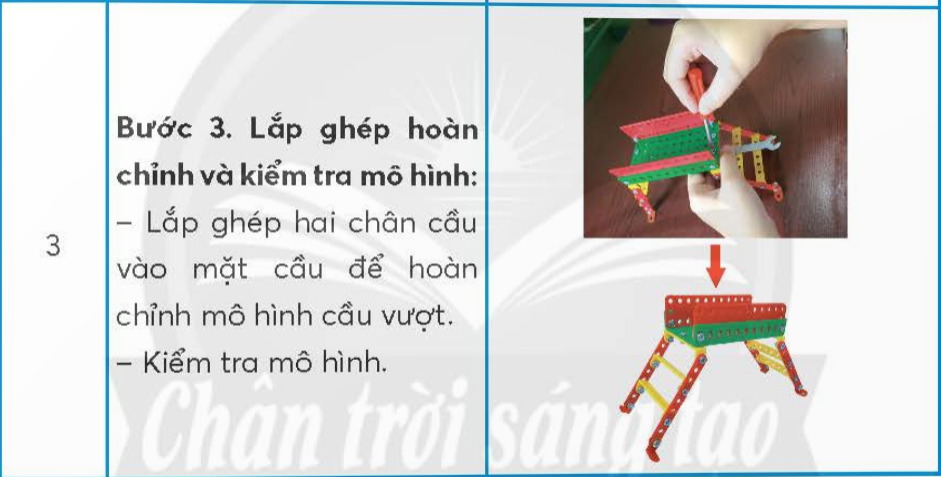 3
Bước 3. Lắp ghép hoàn
chỉnh và kiểm tra mô hình:
– Lắp ghép hai chân cầu
vào mặt cầu để hoàn
chỉnh mô hình cầu vượt.
– Kiểm tra mô hình.
Chân trời sáng tạo